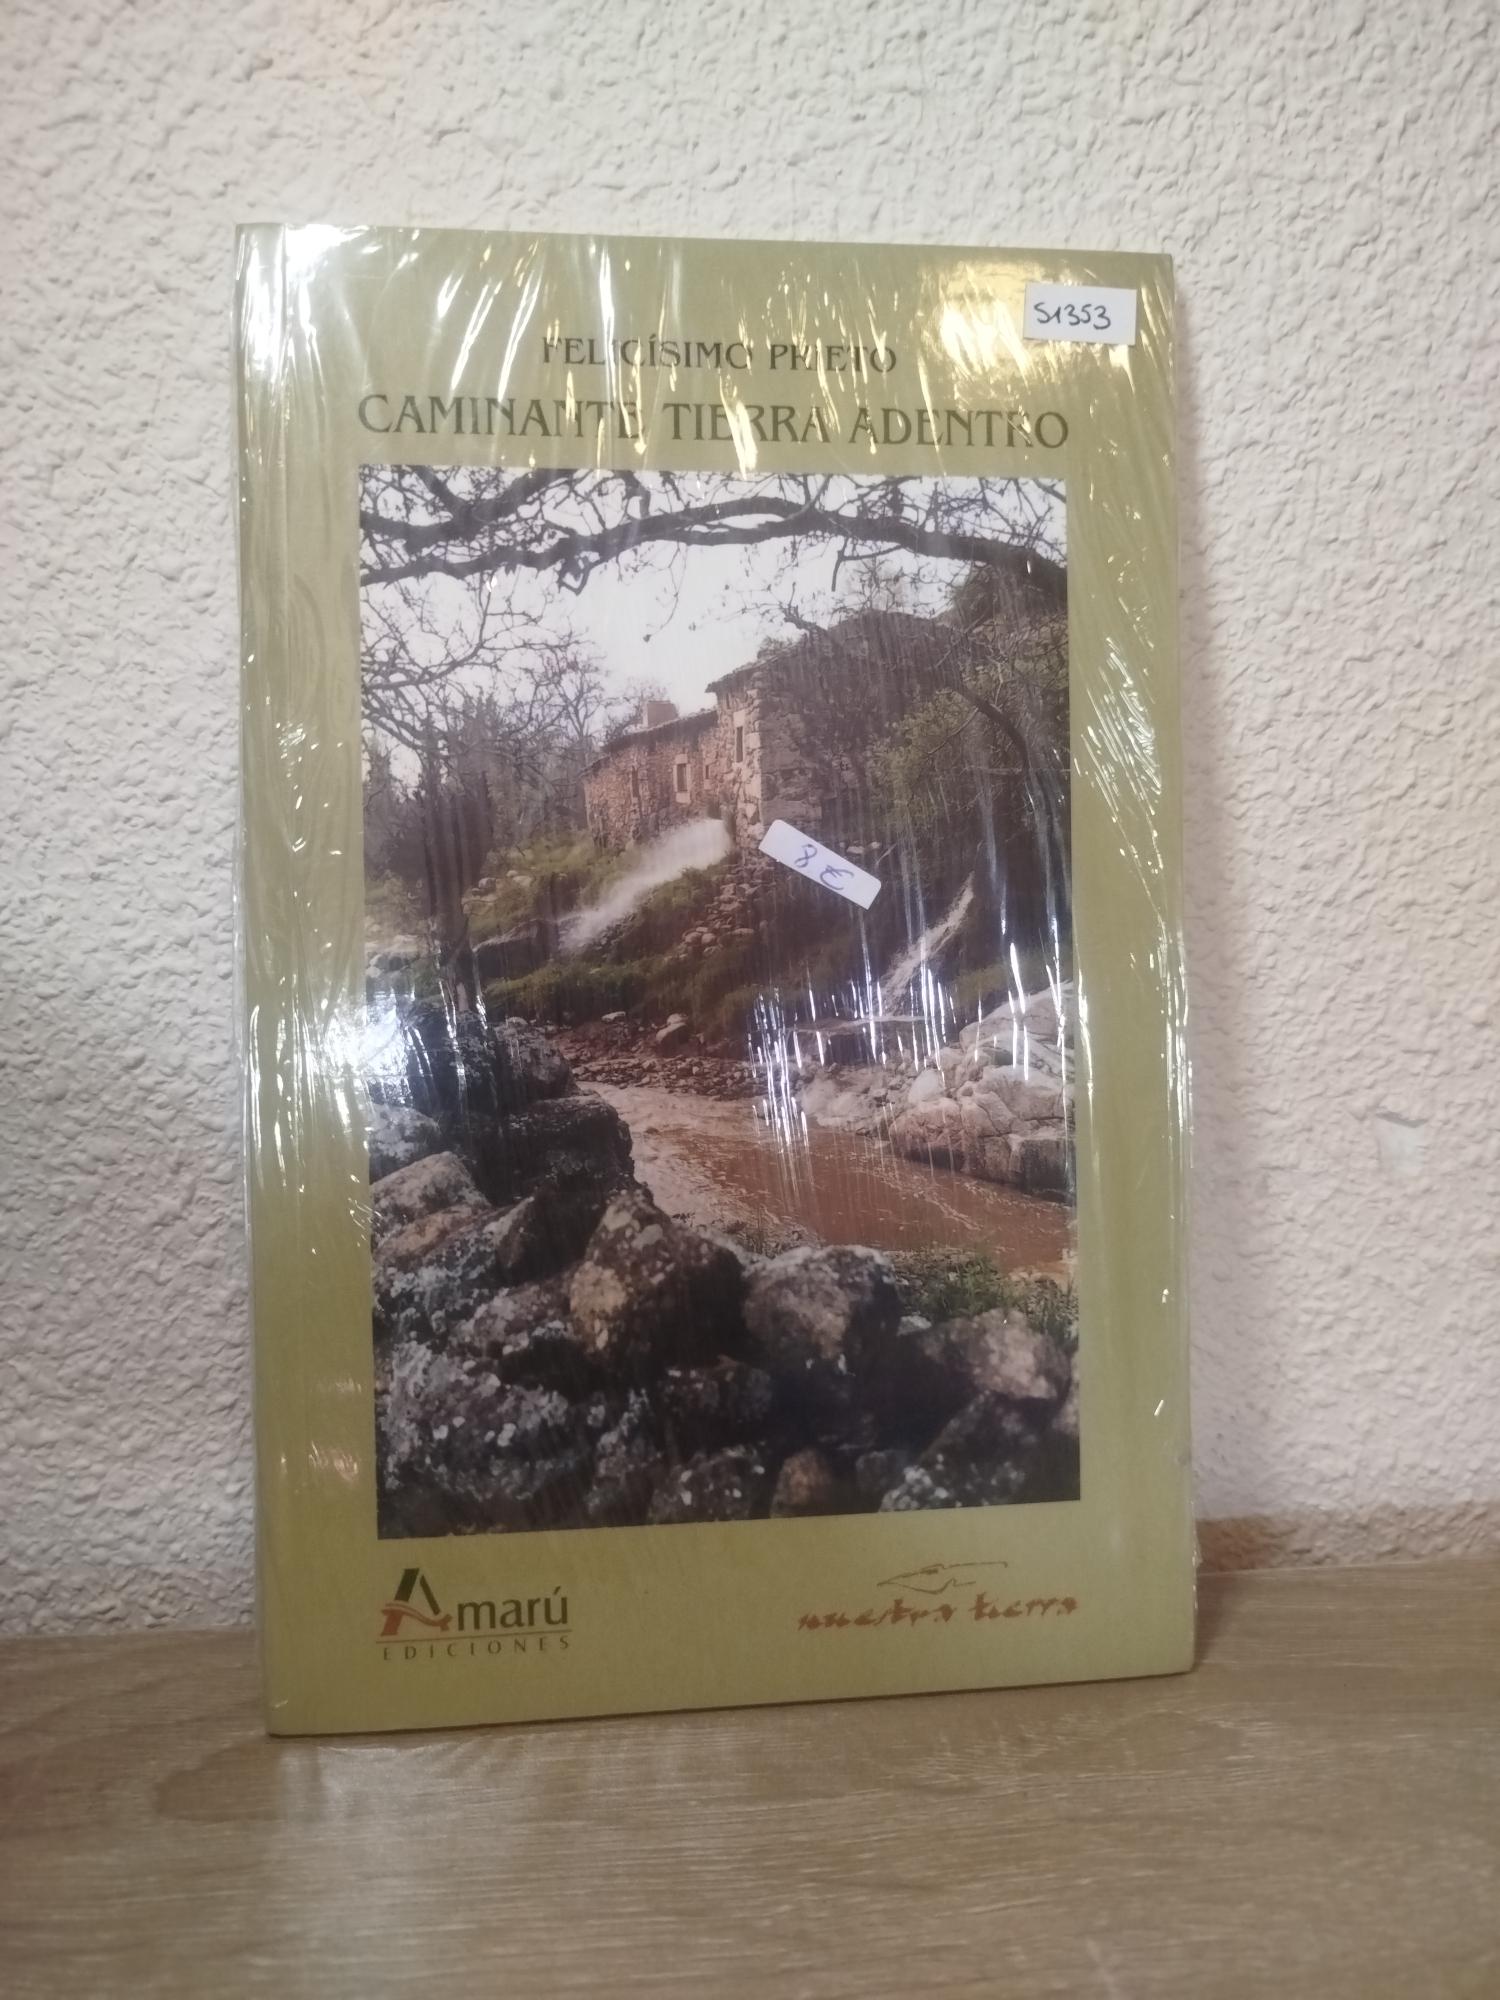 S1353
FELICÍSIMO PRIETO
CAMINANTE TIERRA ADENTRO
8 €
Amarú
EDICIONES
nuestra tierra